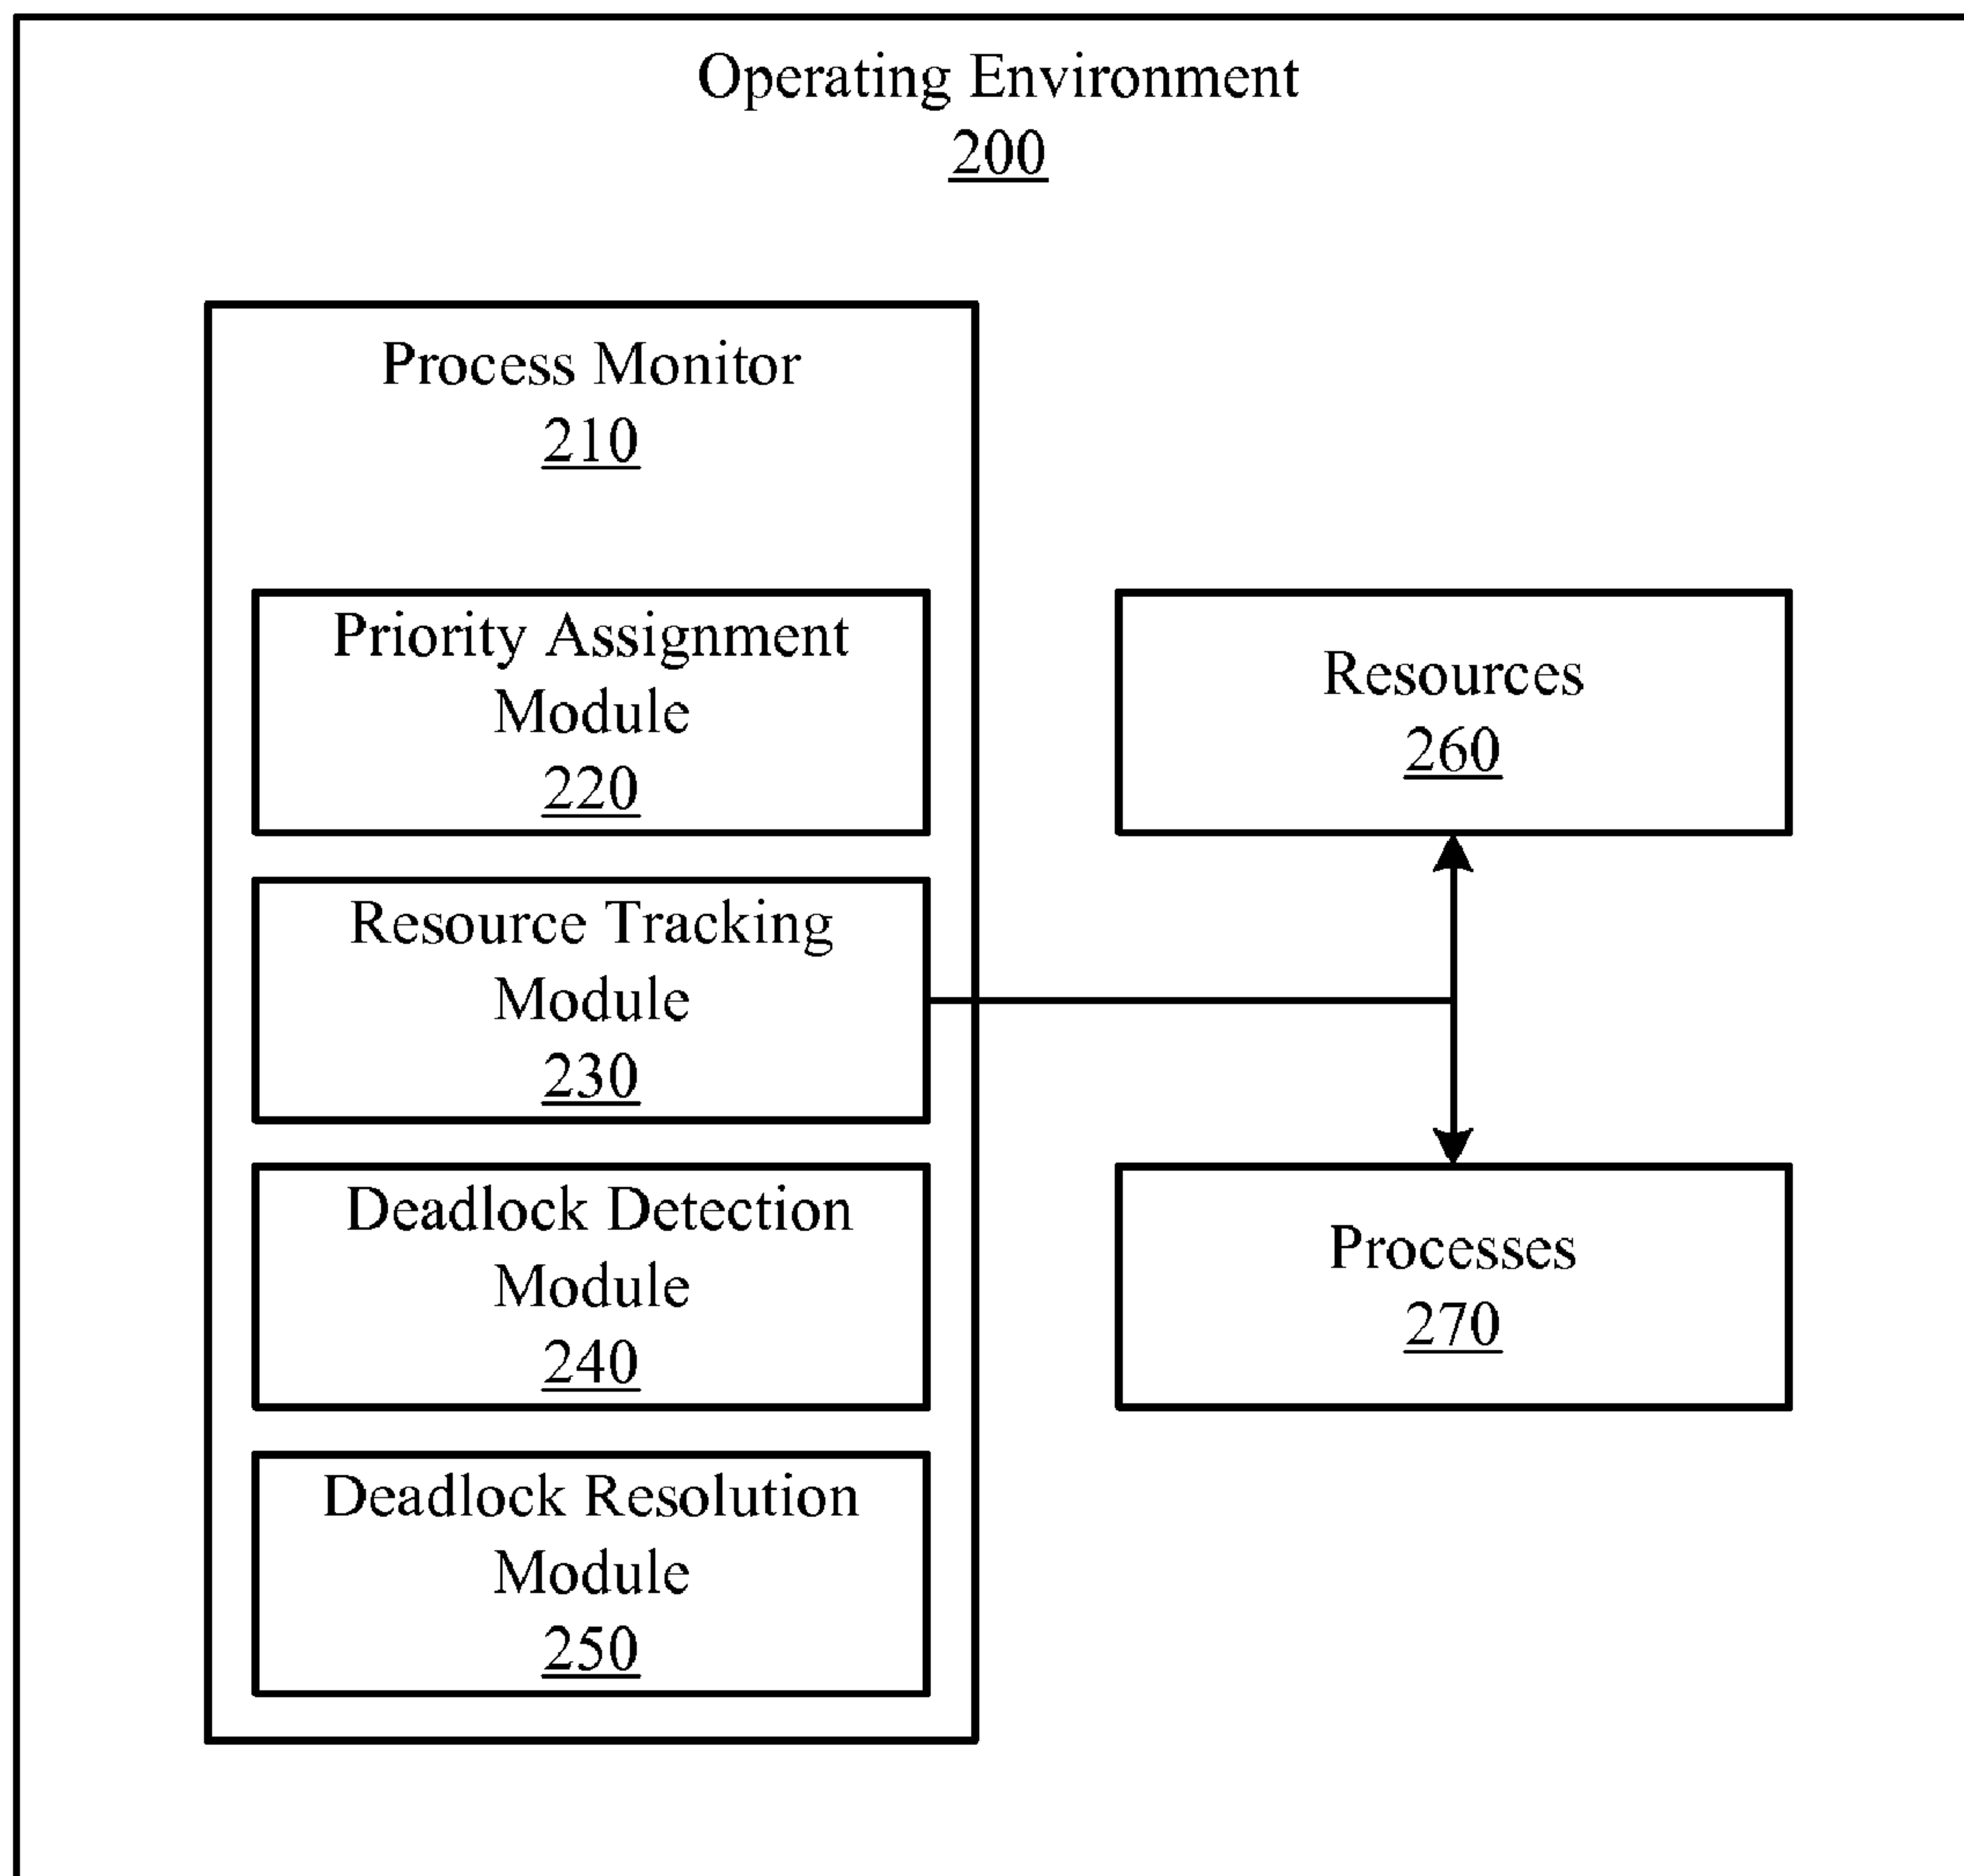 Operating Environment
200
Process Monitor
210
Priority Assignment
Module
220
Resource Tracking
Module
230
Deadlock Detection
Module
240
Deadlock Resolution
Module
250
Resources
260
Processes
270